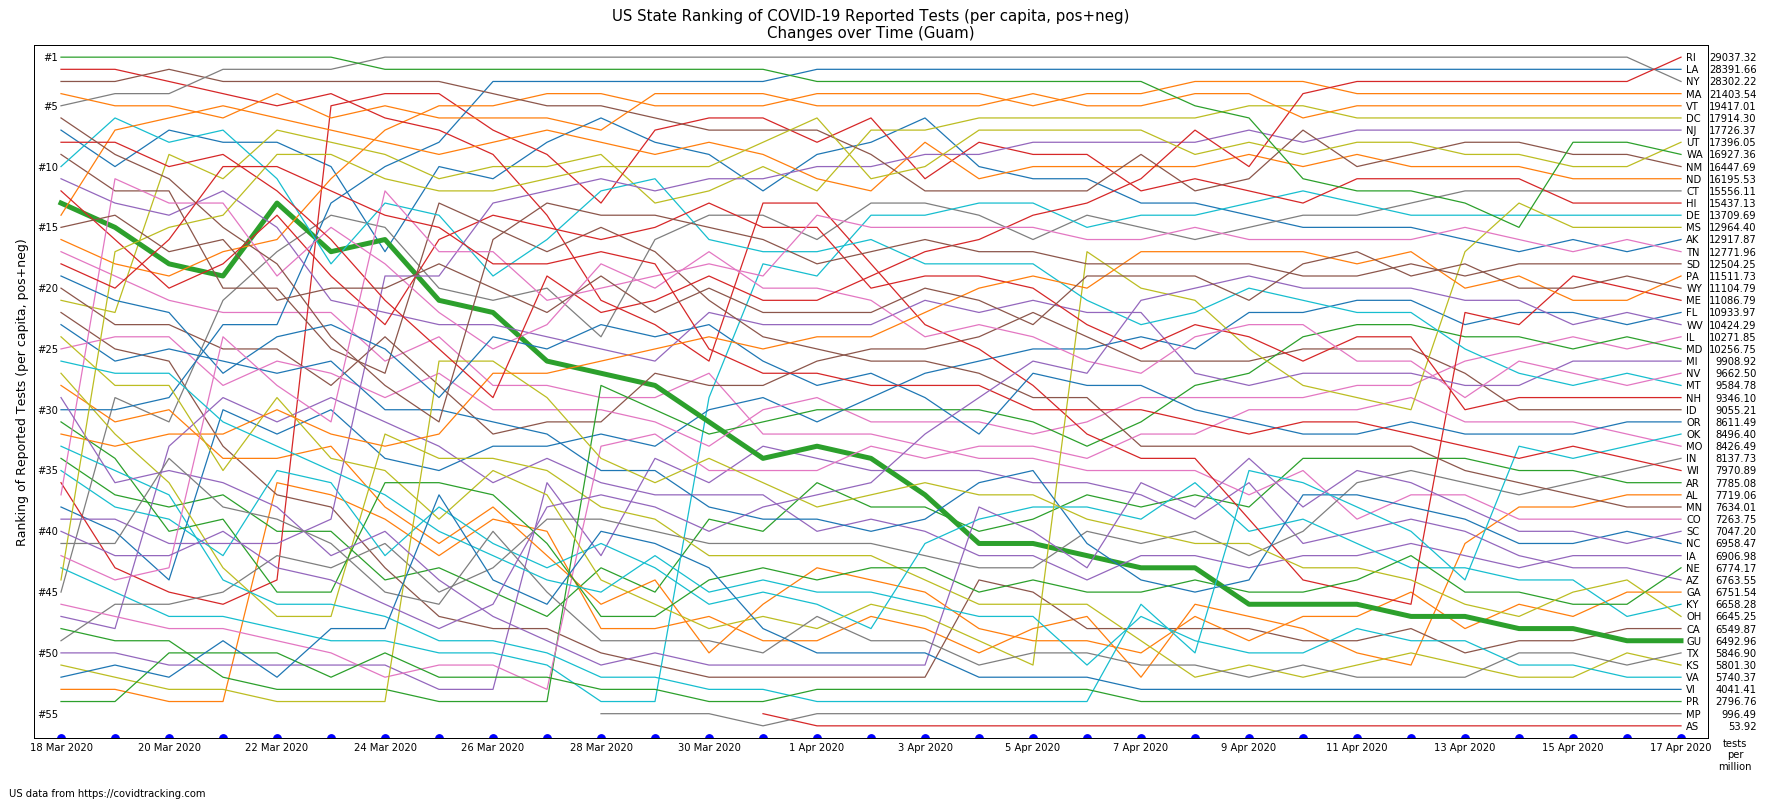 US State Ranking of COVID-19 Reported Tests (per capita, pos+neg)
Changes over Time (Guam)
Ranking of Reported Tests (per capita, pos+neg)
#1
#5
#10
#15
#20
#25
#30
#35
#40
#45
#50
#55
RI 29037.32
LA 28391.66
NY 28302.22
MA 21403.54
VT 19417.01
DC 17914.30
NJ 17726.37
UT 17396.05
WA 16927.36
NM 16447.69
ND 16195.53
CT 15556.11
HI 15437.13
DE 13709.69
MS 12964.40
AK 12917.87
TN 12771.96
SD 12504.25
PA 11511.73
WY 11104.79
ME 11086.79
FL 10933.97
WV 10424.29
IL 10271.85
MD 10256.75
MI 9908.92
NV 9662.50
MT 9584.78
NH 9346.10
ID 9055.21
OR 8611.49
OK 8496.40
MO 8426.49
IN 8137.73
WI 7970.89
AR 7785.08
AL 7719.06
MN 7634.01
CO 7263.75
SC 7047.20
NC 6958.47
IA 6906.98
NE 6774.17
AZ 6763.55
GA 6751.54
KY 6658.28
OH 6645.25
CA 6549.87
GU 6492.96
TX 5846.90
KS 5801.30
VA 5740.37
VI 4041.41
PR 2796.76
MP 996.49
AS 53.92
18 Mar 2020 20 Mar 2020 22 Mar 2020 24 Mar 2020 26 Mar 2020 28 Mar 2020 30 Mar 2020 1 Apr 2020 3 Apr 2020 5 Apr 2020 7 Apr 2020 9 Apr 2020 11 Apr 2020 13 Apr 2020 15 Apr 2020 17 Apr 2020
tests
per
million
US data from https://covidtracking.com